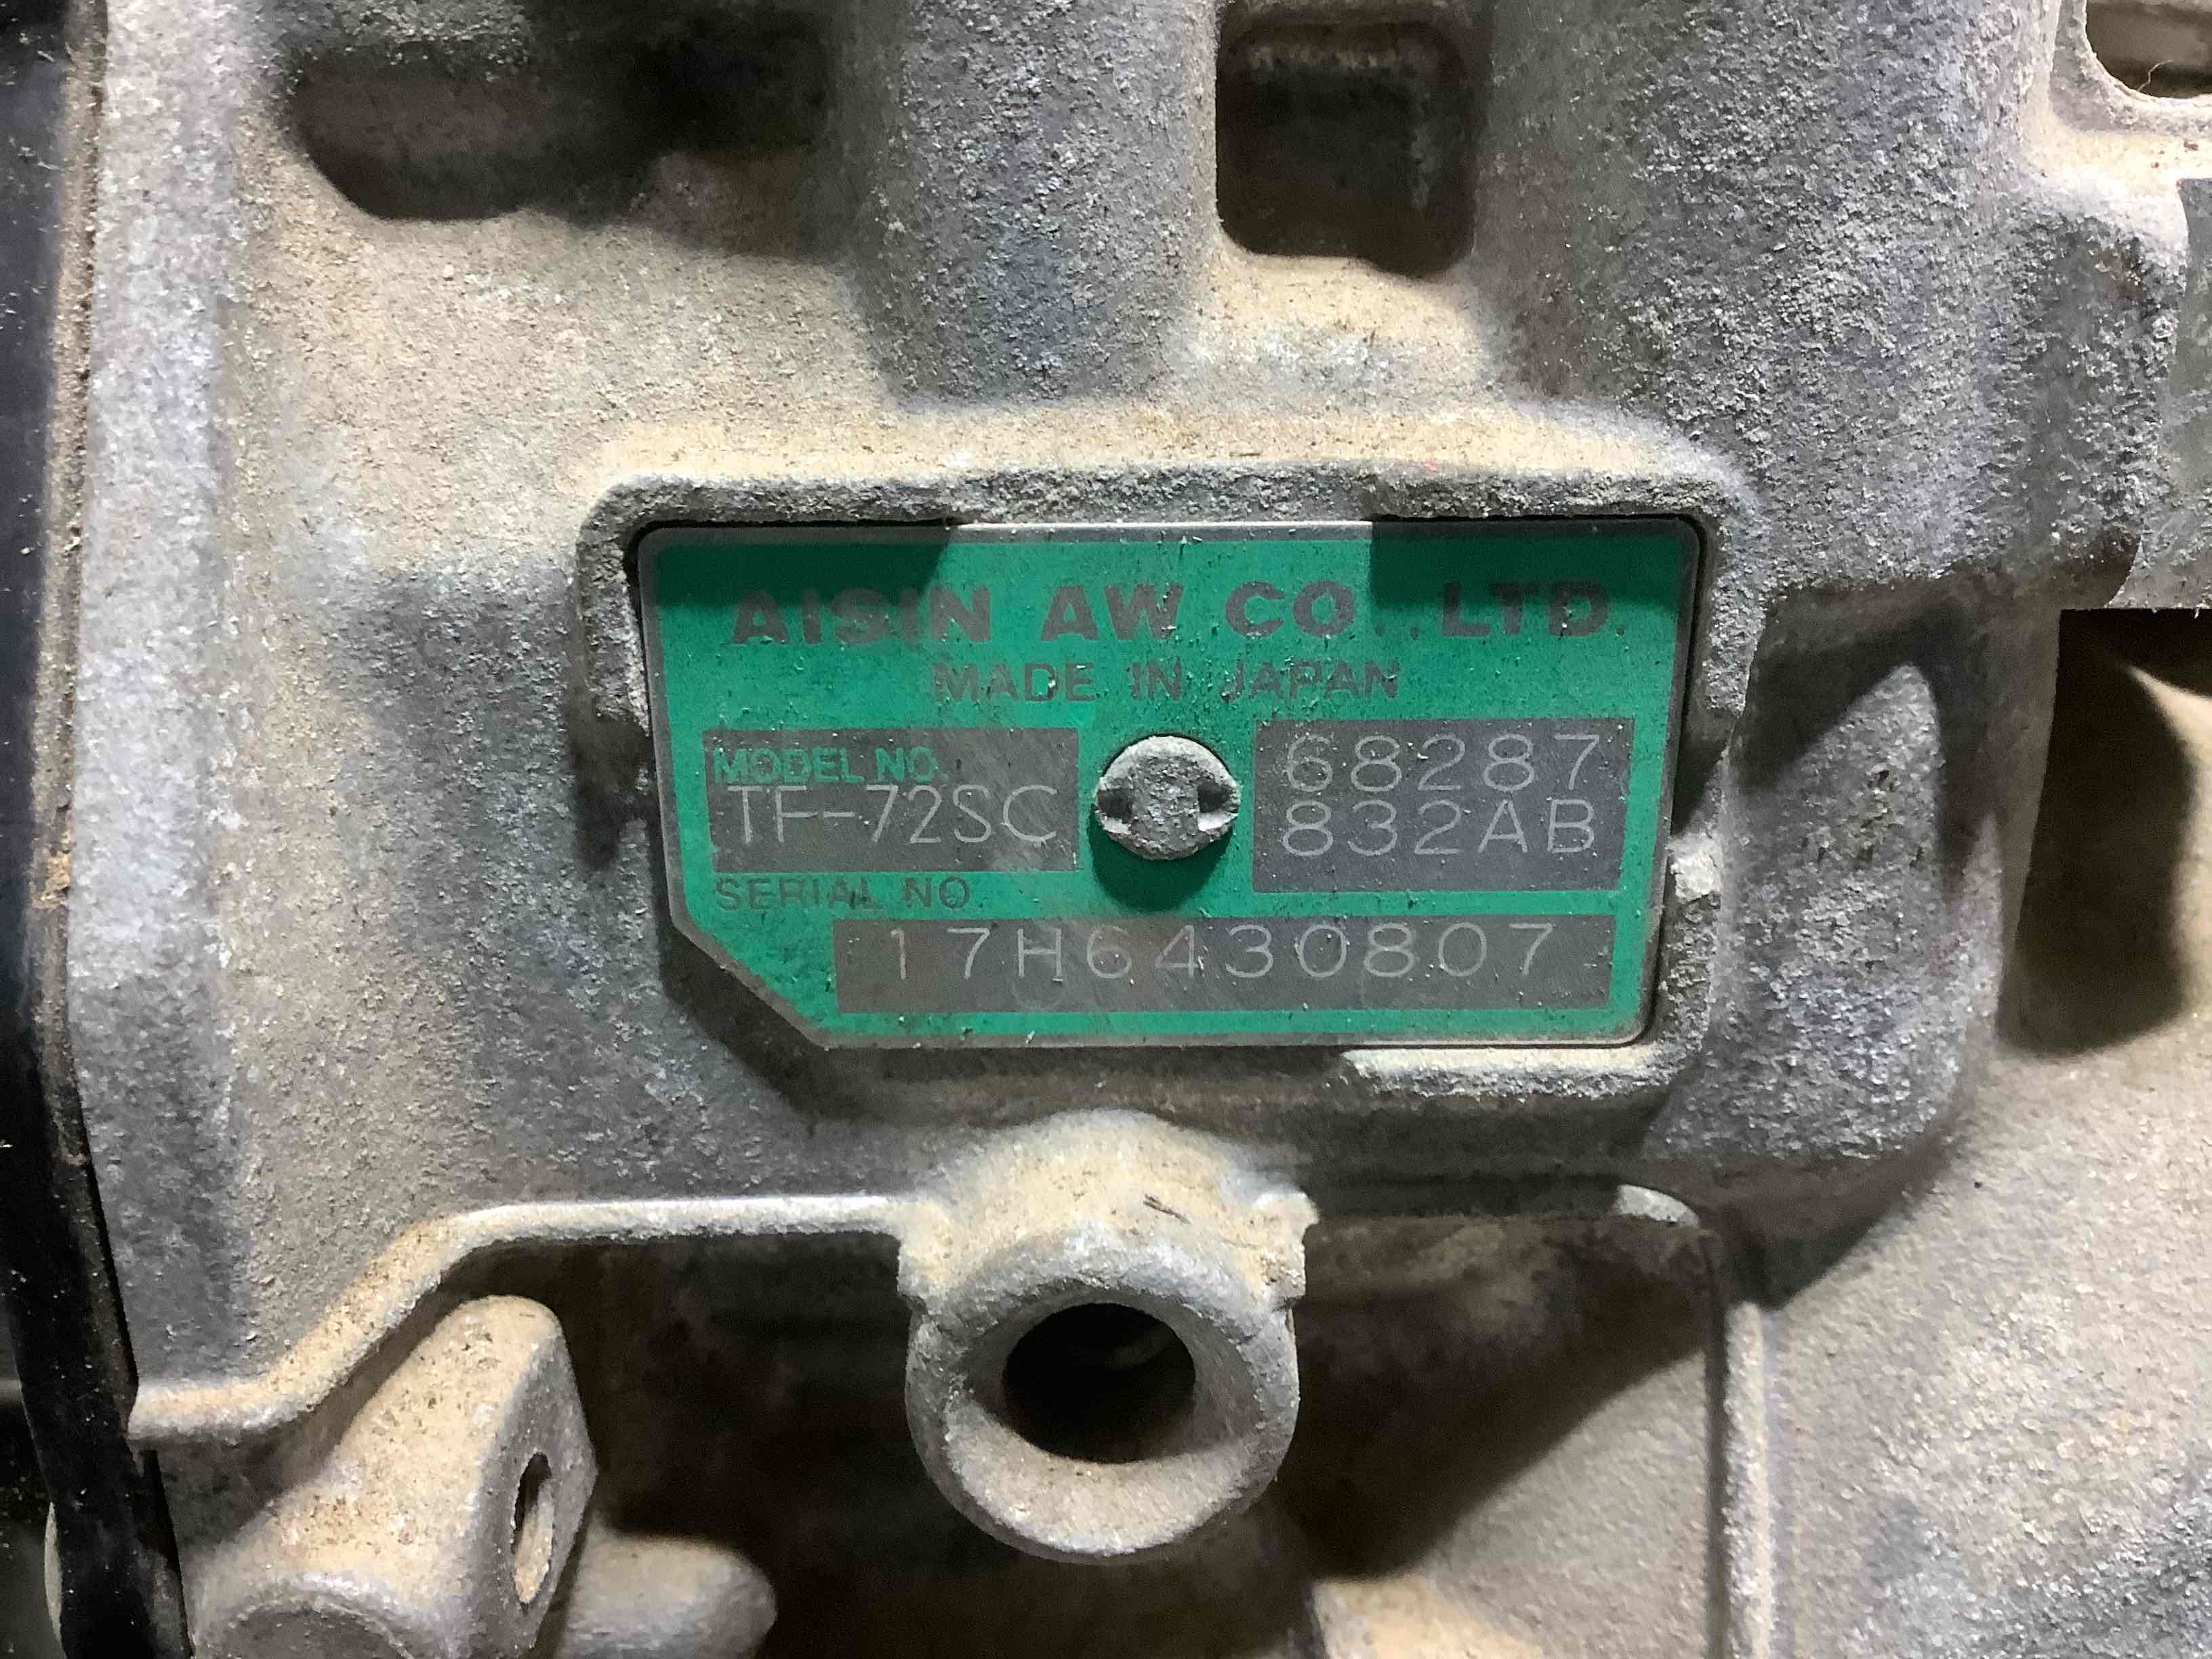 AISIN AW CO., LTD.
MADE IN JAPAN
MODEL NO.
TF-72SC
68287
832AB
SERIAL NO.
17H6430807